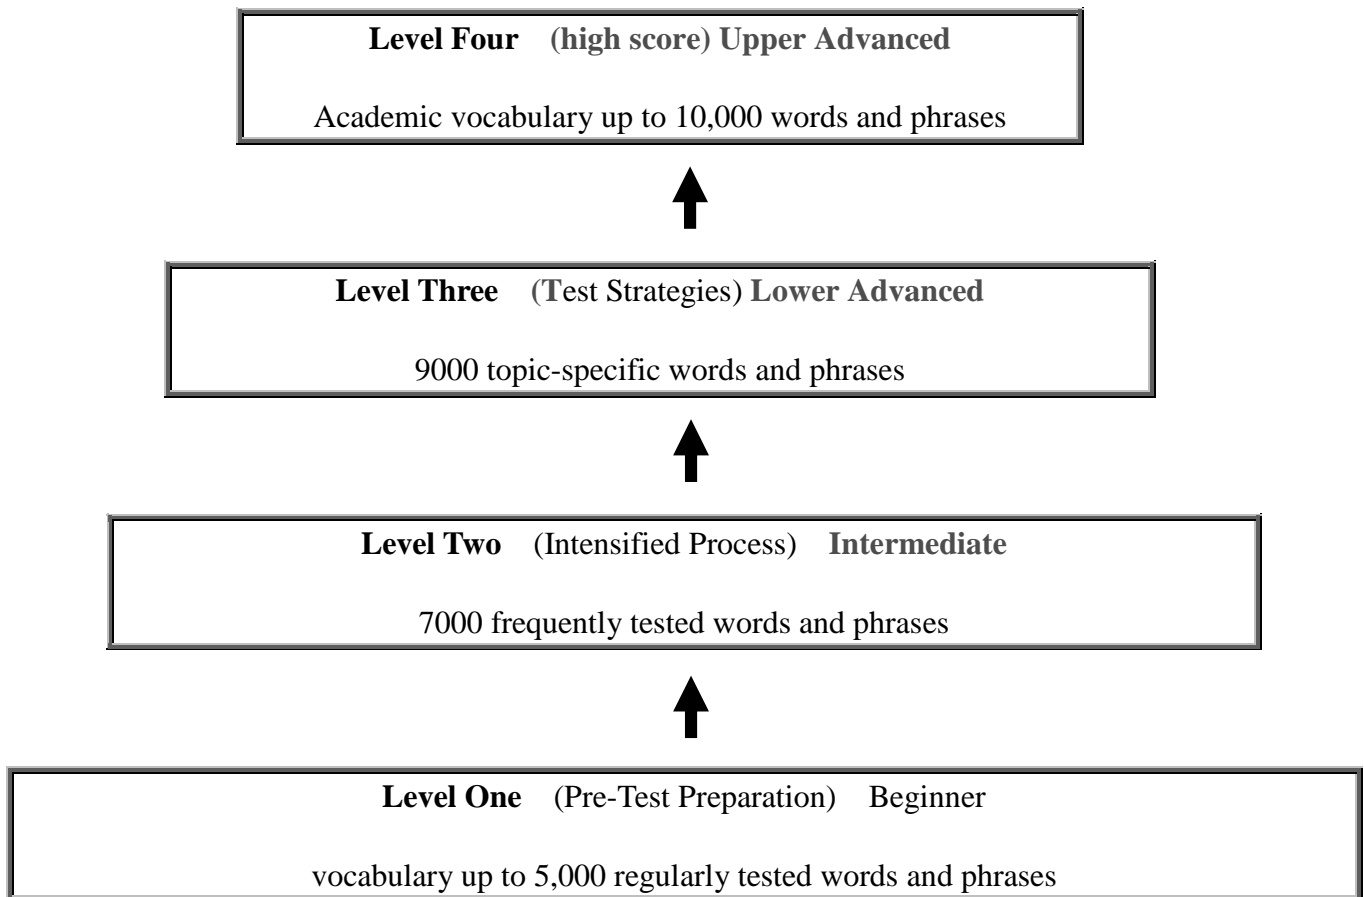 Level Four (high score) Upper Advanced
Academic vocabulary up to 10,000 words and phrases
Level Three (Test Strategies) Lower Advanced
9000 topic-specific words and phrases
Level Two (Intensified Process) Intermediate
7000 frequently tested words and phrases
Level One (Pre-Test Preparation) Beginner
vocabulary up to 5,000 regularly tested words and phrases